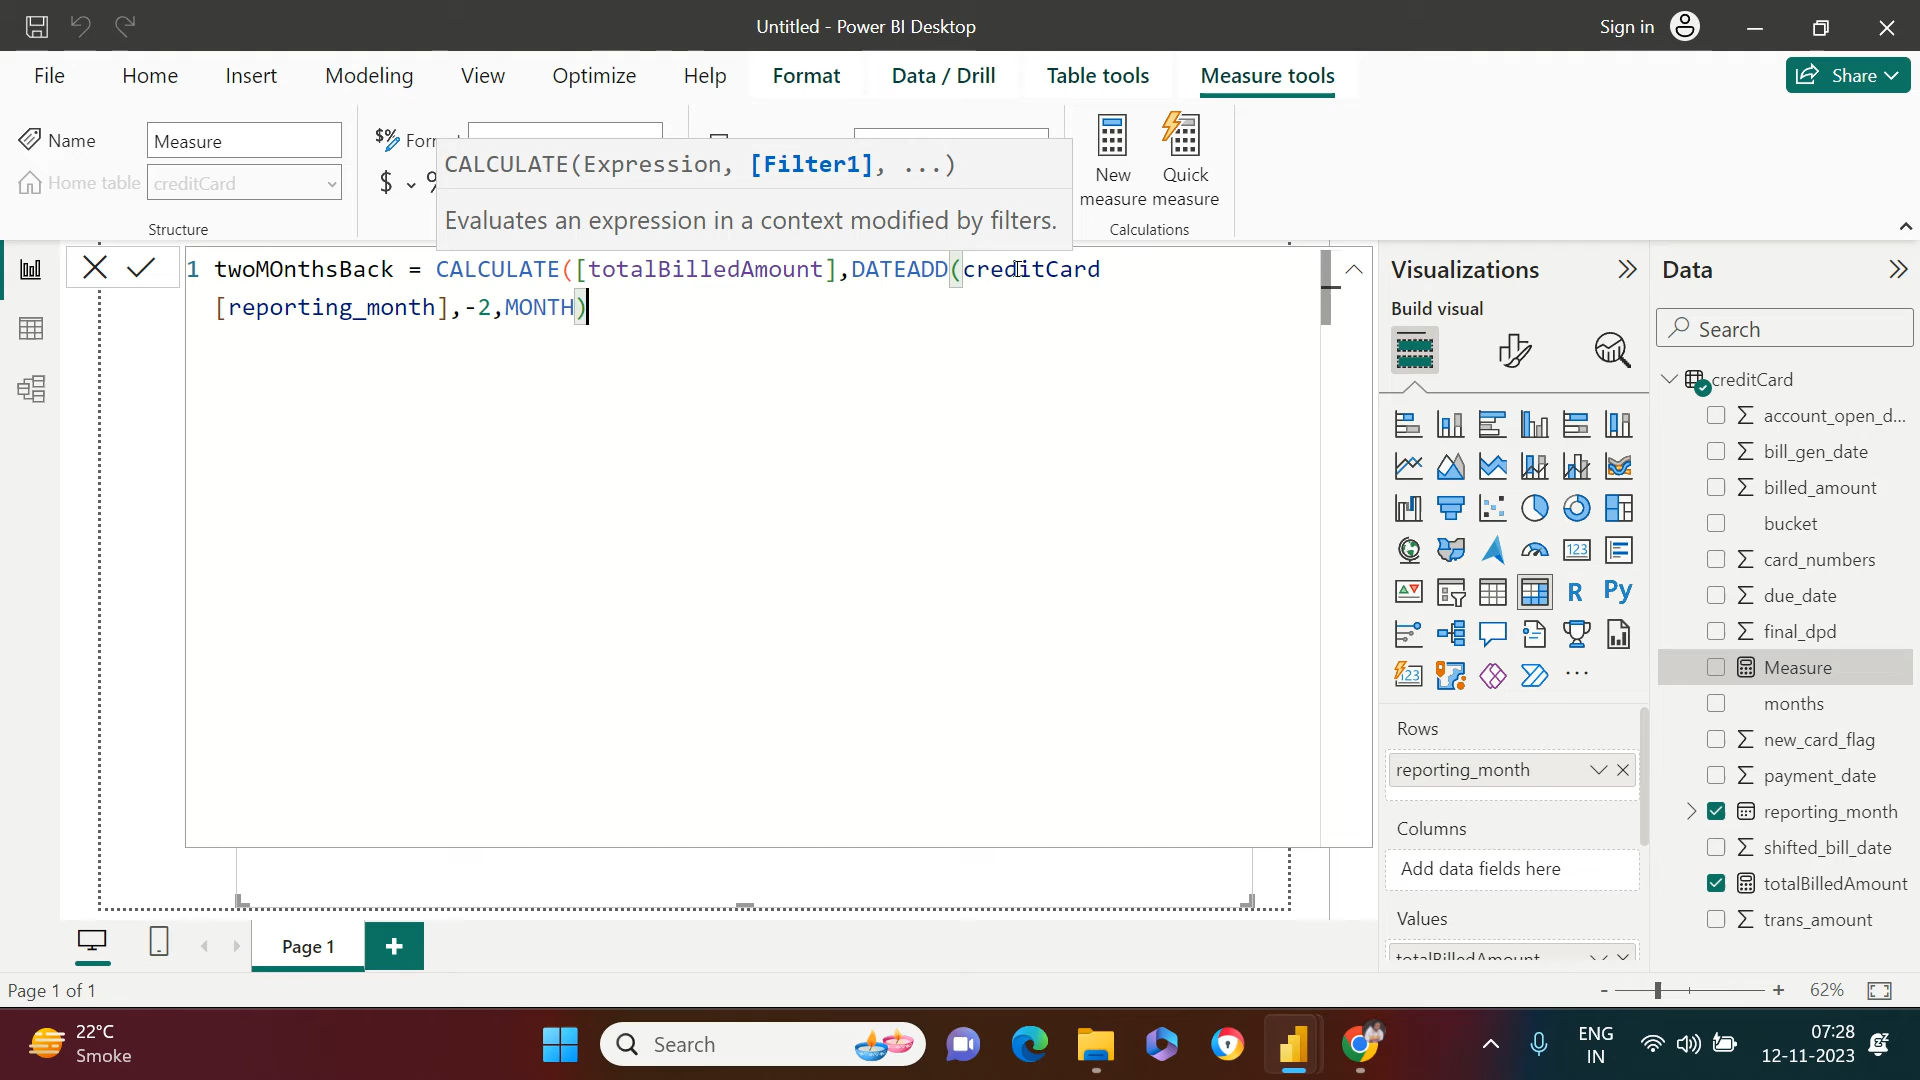 Untitled - Power BI Desktop
Sign in
File Home Insert Modeling View Optimize Help Format Data / Drill Table tools Measure tools
Share
Name
Measure
Home table
creditCard
Structure
$%
$ %
New measure
Quick measure
Calculations
CALCULATE(Expression, [Filter1], ...)
Evaluates an expression in a context modified by filters.
1 twoMOnthsBack = CALCULATE([totalBilledAmount],DATEADD(creditCard
[reporting_month],-2,MONTH)
Visualizations
Build visual
123
R
Py
123
...
Rows
reporting_month
Columns
Add data fields here
Values
totalBilledAmount
Data
Search
creditCard
account_open_d...
bill_gen_date
billed_amount
bucket
card_numbers
due_date
final_dpd
Measure
months
new_card_flag
payment_date
reporting_month
shifted_bill_date
totalBilledAmount
trans_amount
Page 1
+
Page 1 of 1
- + 62%
22°C
Smoke
Search
ENG
IN
07:28
12-11-2023